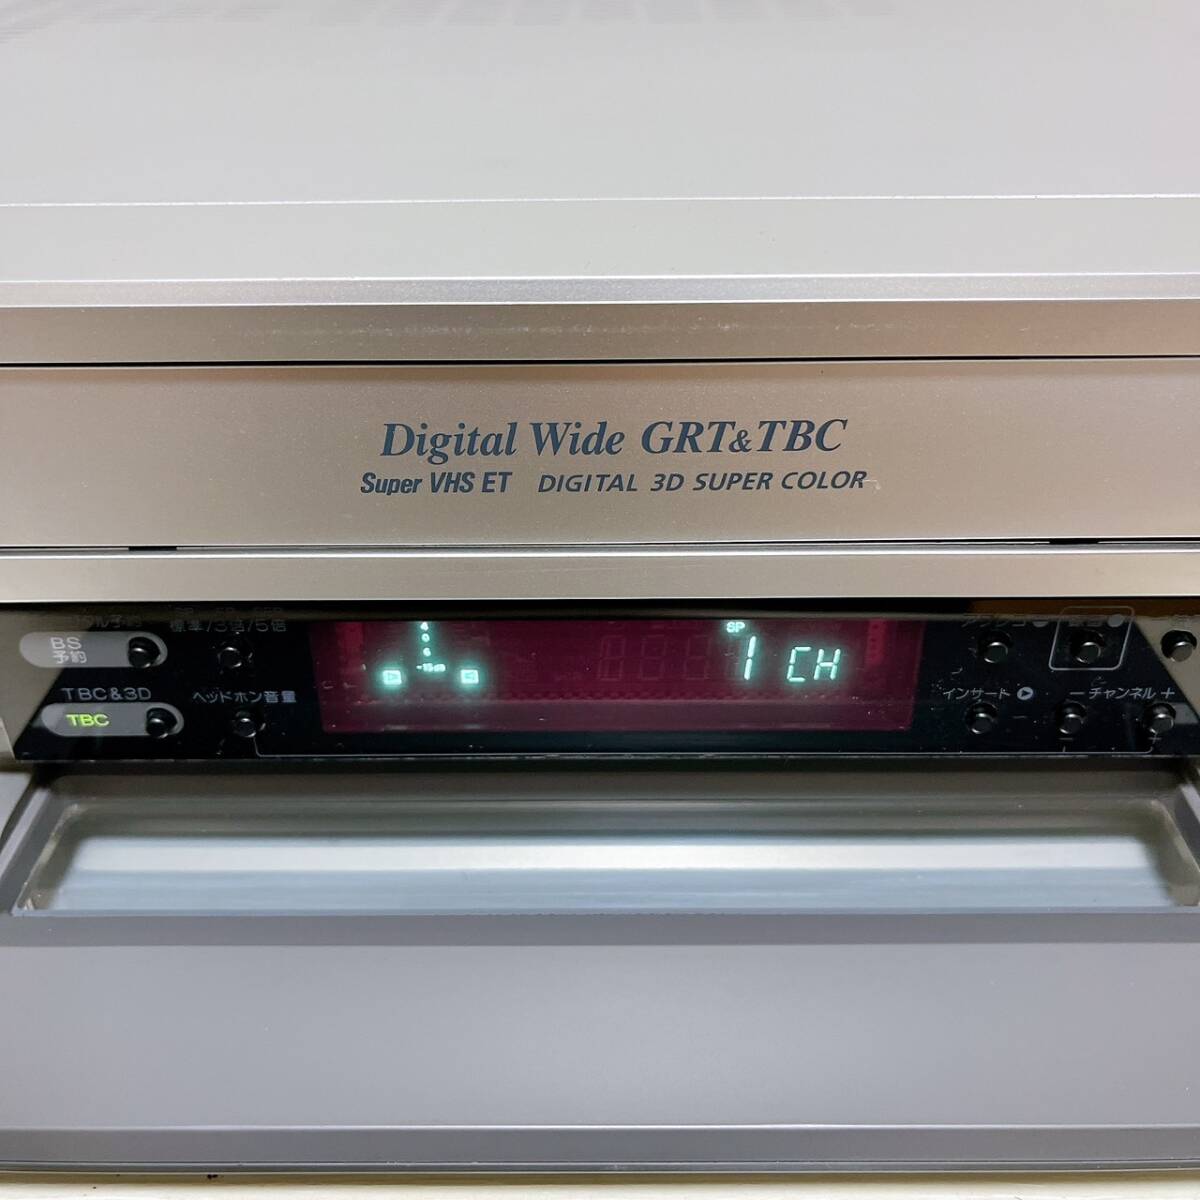 Digital Wide GRT&TBC
Super VHS ET DIGITAL 3D SUPER COLOR
標準/3倍/5倍
BS
予約
TBC&3D
ヘッドホン音量
TBC
-15dB
SP
1 CH
インサート
－チャンネル＋